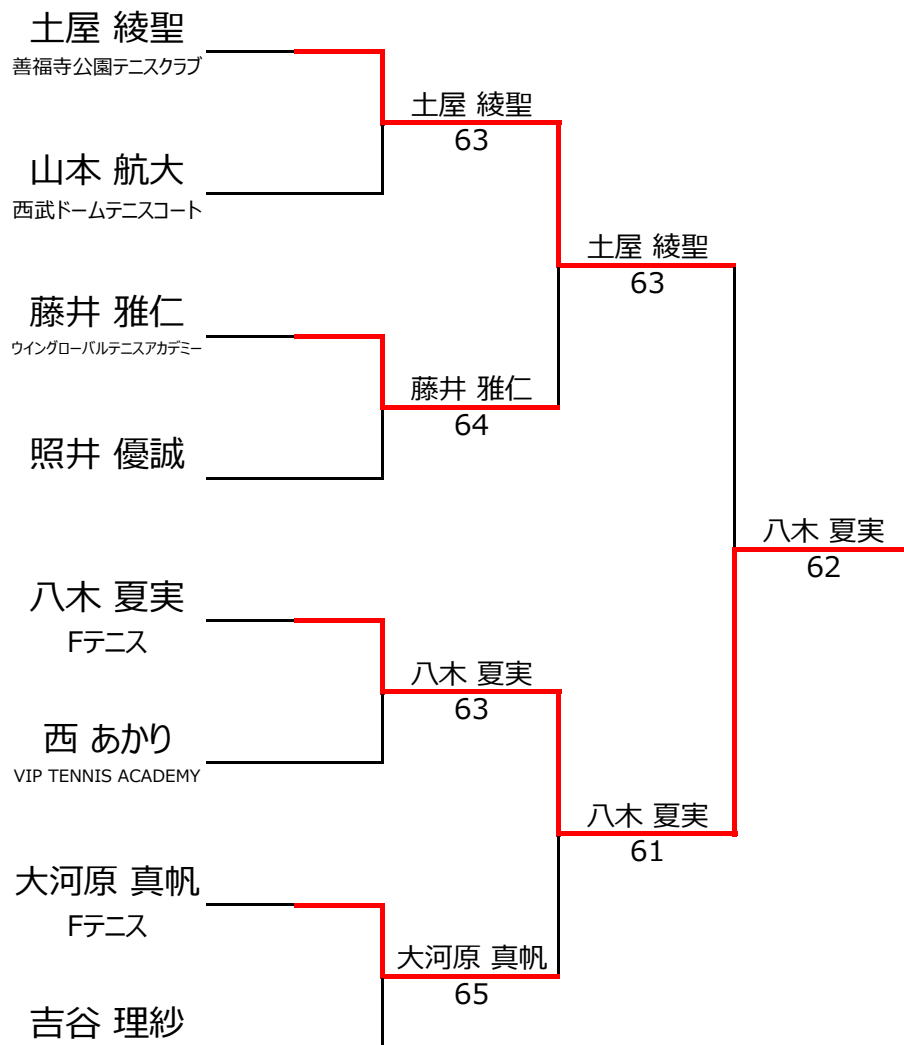 土屋 綾聖
善福寺公園テニスクラブ
土屋 綾聖
63
山本 航大
西武ドームテニスコート
土屋 綾聖
63
藤井 雅仁
ウイングローバルテニスアカデミー
藤井 雅仁
64
照井 優誠
八木 夏実
62
八木 夏実
Fテニス
八木 夏実
63
西 あかり
VIP TENNIS ACADEMY
八木 夏実
61
大河原 真帆
Fテニス
大河原 真帆
65
吉谷 理紗